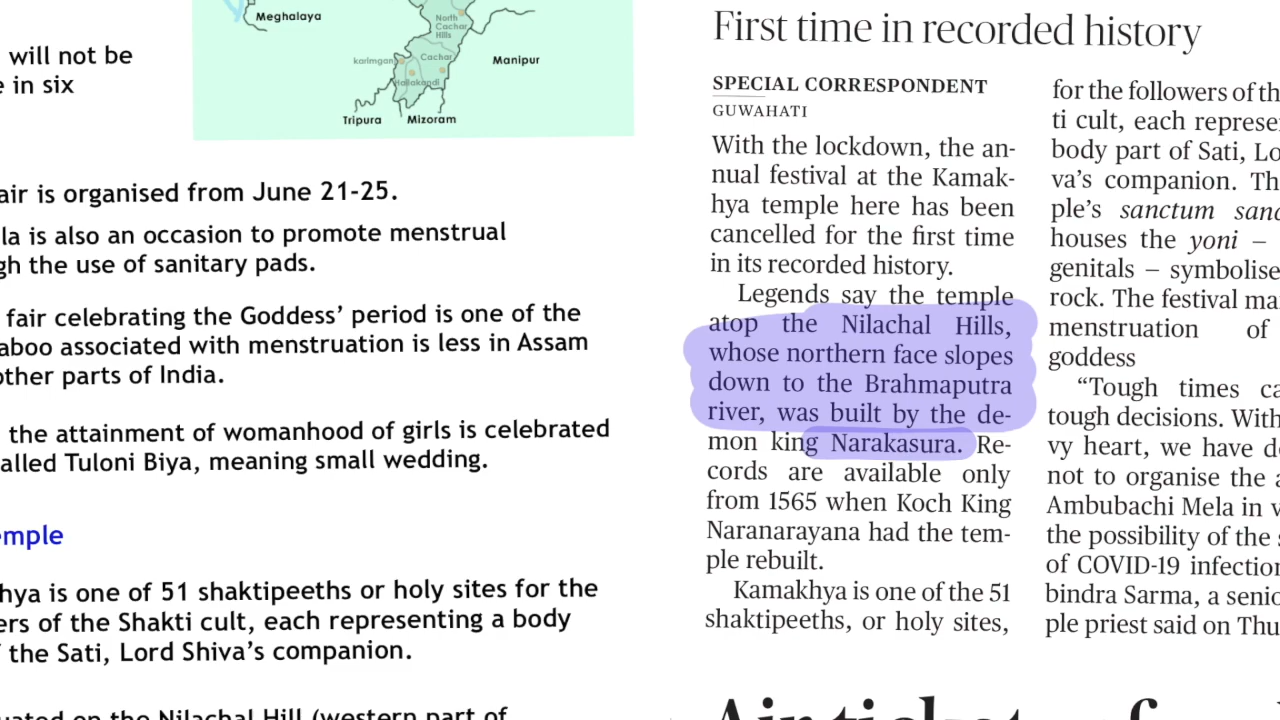 Meghalaya
North
Cachar
Hills
karimganj
Cachar
Hailakandi
Manipur
Tripura
Mizoram
will not be
in six
air is organised from June 21-25.
la is also an occasion to promote menstrual
gh the use of sanitary pads.
fair celebrating the Goddess’ period is one of the
aboo associated with menstruation is less in Assam
other parts of India.
the attainment of womanhood of girls is celebrated
alled Tuloni Biya, meaning small wedding.
emple
hya is one of 51 shaktipeeths or holy sites for the
ers of the Shakti cult, each representing a body
the Sati, Lord Shiva’s companion.
uated on the Nilachal Hill (western part of
First time in recorded history
SPECIAL CORRESPONDENT
GUWAHATI
With the lockdown, the an-
nual festival at the Kamak-
hya temple here has been
cancelled for the first time
in its recorded history.
Legends say the temple
atop the Nilachal Hills,
whose northern face slopes
down to the Brahmaputra
river, was built by the de-
mon king Narakasura. Re-
cords are available only
from 1565 when Koch King
Naranarayana had the tem-
ple rebuilt.
Kamakhya is one of the 51
shaktipeeths, or holy sites,
for the followers of th
ti cult, each represe
body part of Sati, Lo
va’s companion. Th
ple’s sanctum sanc
houses the yoni –
genitals – symbolise
rock. The festival ma
menstruation of
goddess
“Tough times ca
tough decisions. With
vy heart, we have de
not to organise the a
Ambubachi Mela in v
the possibility of the s
of COVID-19 infection
bindra Sarma, a senio
ple priest said on Thu